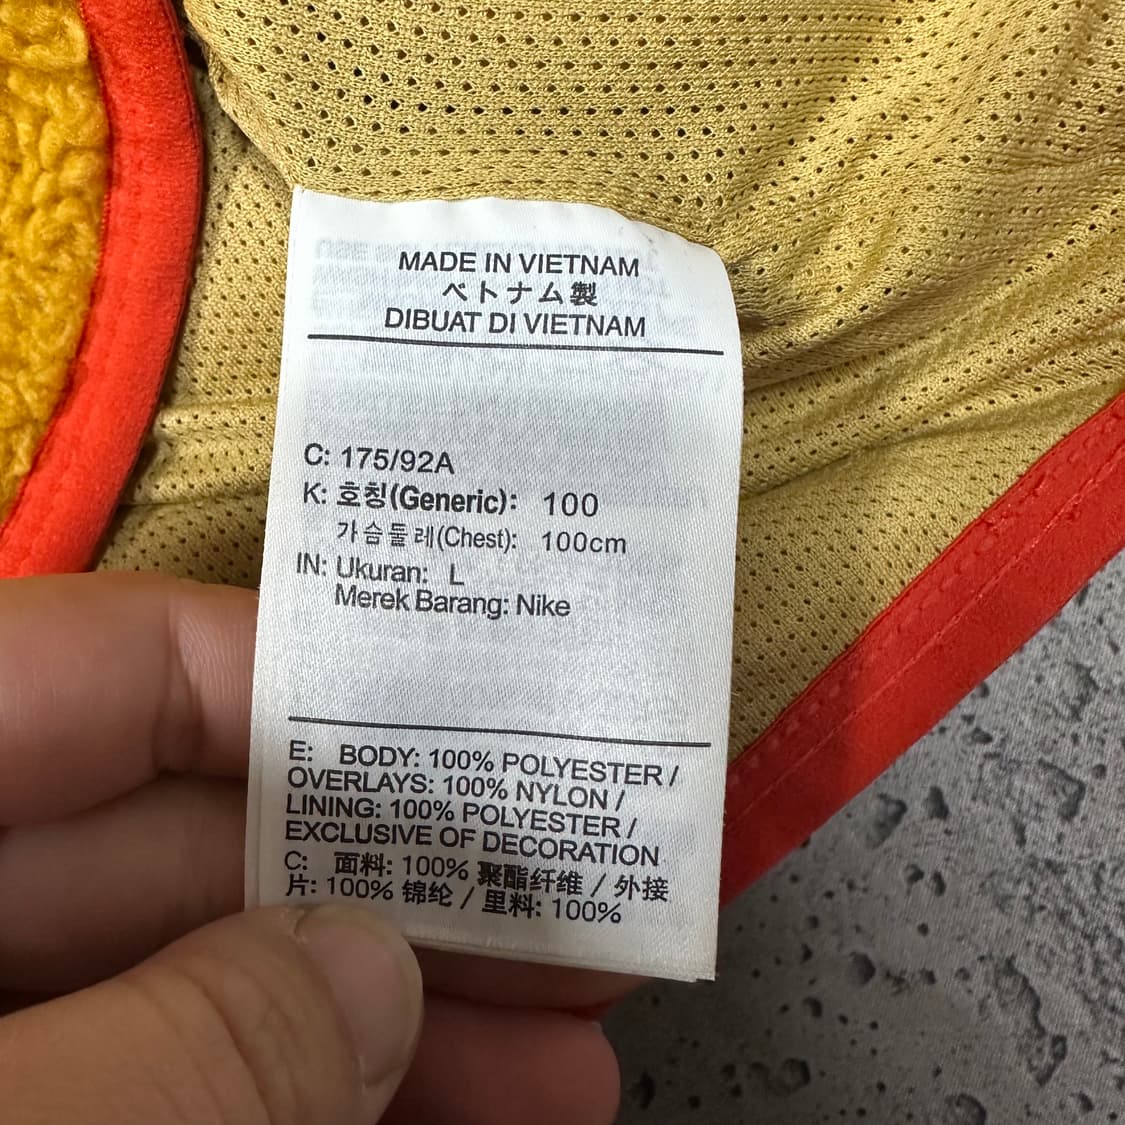 MADE IN VIETNAM
ベトナム製
DIBUAT DI VIETNAM
C: 175/92A
K: 호칭(Generic): 100
가슴둘레(Chest): 100cm
IN: Ukuran: L
Merek Barang: Nike
E: BODY: 100% POLYESTER /
OVERLAYS: 100% NYLON /
LINING: 100% POLYESTER /
EXCLUSIVE OF DECORATION
C: 面料: 100% 聚酯纤维 / 外接
片: 100% 锦纶 / 里料: 100%